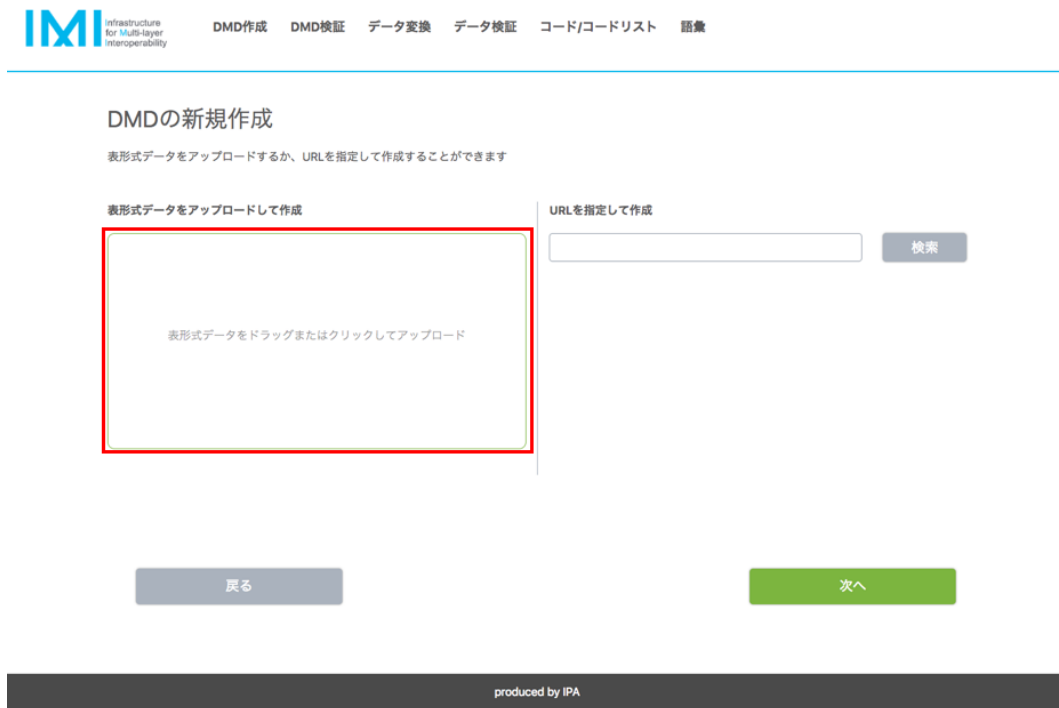 IMI
Infrastructure
for Multi-layer
Interoperability
DMD作成 DMD検証 データ変換 データ検証 コード/コードリスト 語彙
DMDの新規作成
表形式データをアップロードするか、URLを指定して作成することができます
表形式データをアップロードして作成
表形式データをドラッグまたはクリックしてアップロード
URLを指定して作成
検索
戻る
次へ
produced by IPA